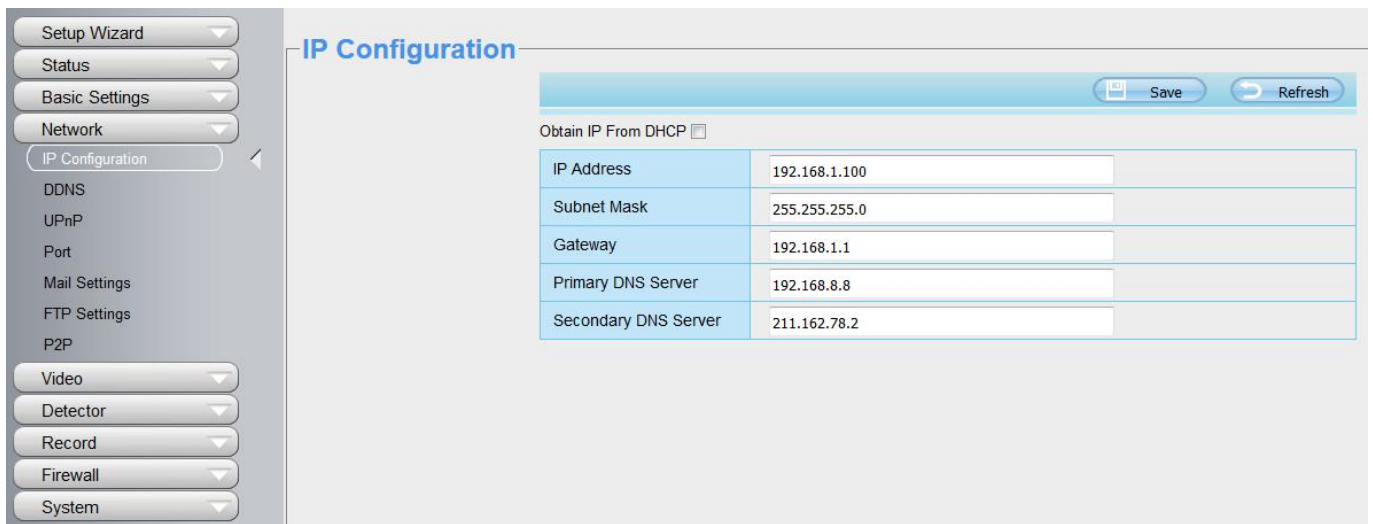 Setup Wizard
Status
Basic Settings
Network
IP Configuration
DDNS
UPnP
Port
Mail Settings
FTP Settings
P2P
Video
Detector
Record
Firewall
System
IP Configuration
Save Refresh
Obtain IP From DHCP
IP Address 192.168.1.100
Subnet Mask 255.255.255.0
Gateway 192.168.1.1
Primary DNS Server 192.168.8.8
Secondary DNS Server 211.162.78.2